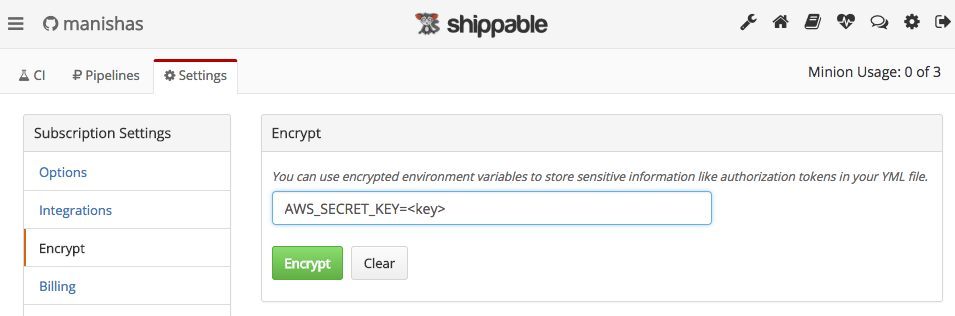 manishas
shippable
CI
Pipelines
Settings
Minion Usage: 0 of 3
Subscription Settings
Options
Integrations
Encrypt
Billing
Encrypt
You can use encrypted environment variables to store sensitive information like authorization tokens in your YML file.
AWS_SECRET_KEY=<key>
Encrypt
Clear